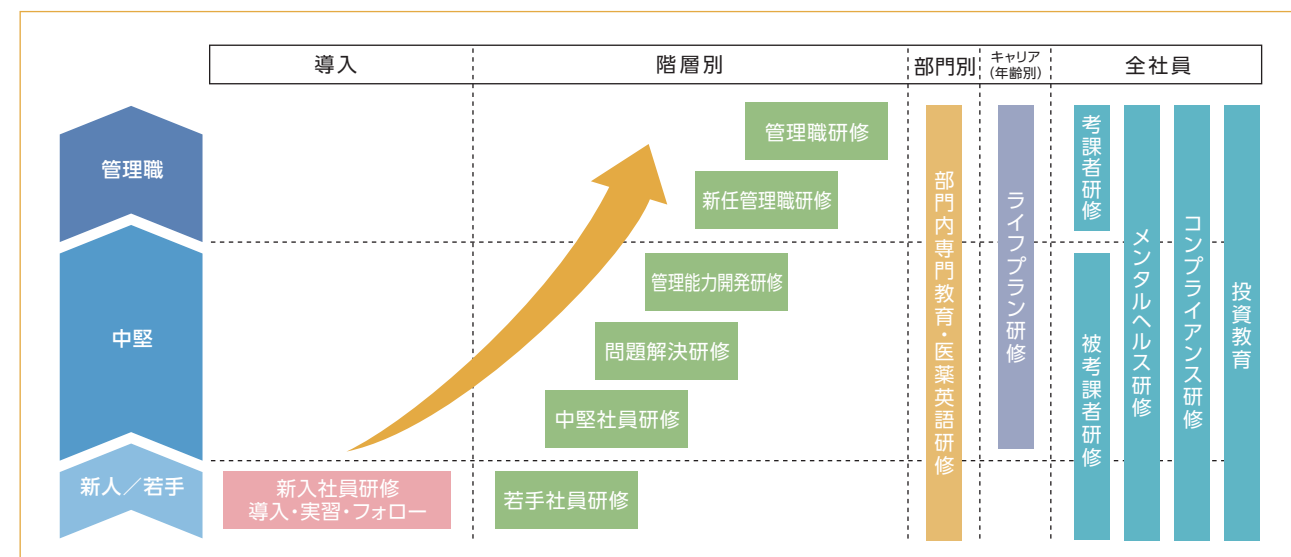 導入
階層別
部門別
キャリア
(年齢別)
全社員
管理職
中堅
新人／若手
新入社員研修
導入・実習・フォロー
管理職研修
新任管理職研修
管理能力開発研修
問題解決研修
中堅社員研修
若手社員研修
部門内専門教育・医薬英語研修
ライフプラン研修
考課者研修
被考課者研修
メンタルヘルス研修
コンプライアンス研修
投資教育